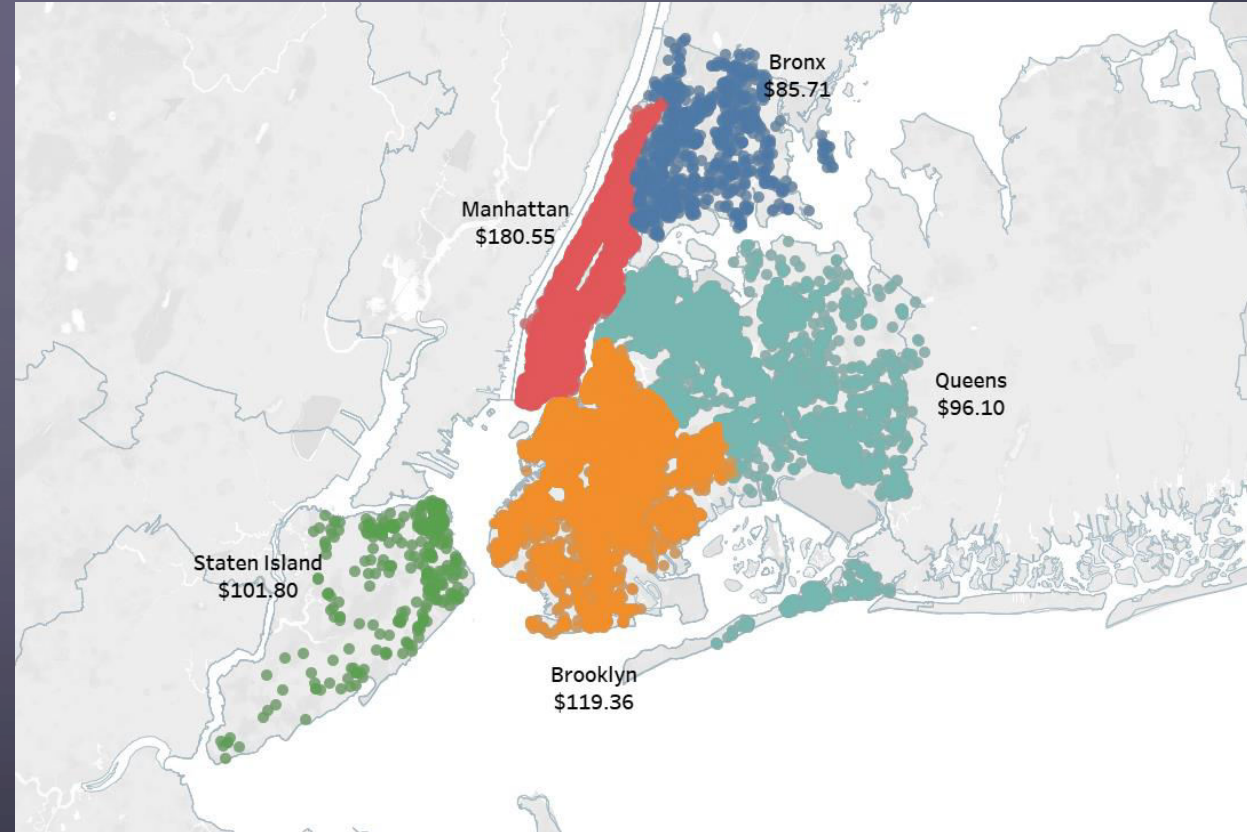 Bronx
$85.71
Manhattan
$180.55
Queens
$96.10
Staten Island
$101.80
Brooklyn
$119.36